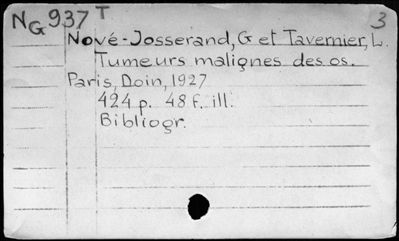 NG 937 T 3
Nové-Josserand, G et Tavernier, L.
Tumeurs malignes des os.
Paris, Doin, 1927
424 p. 48 f. ill.
Bibliogr.